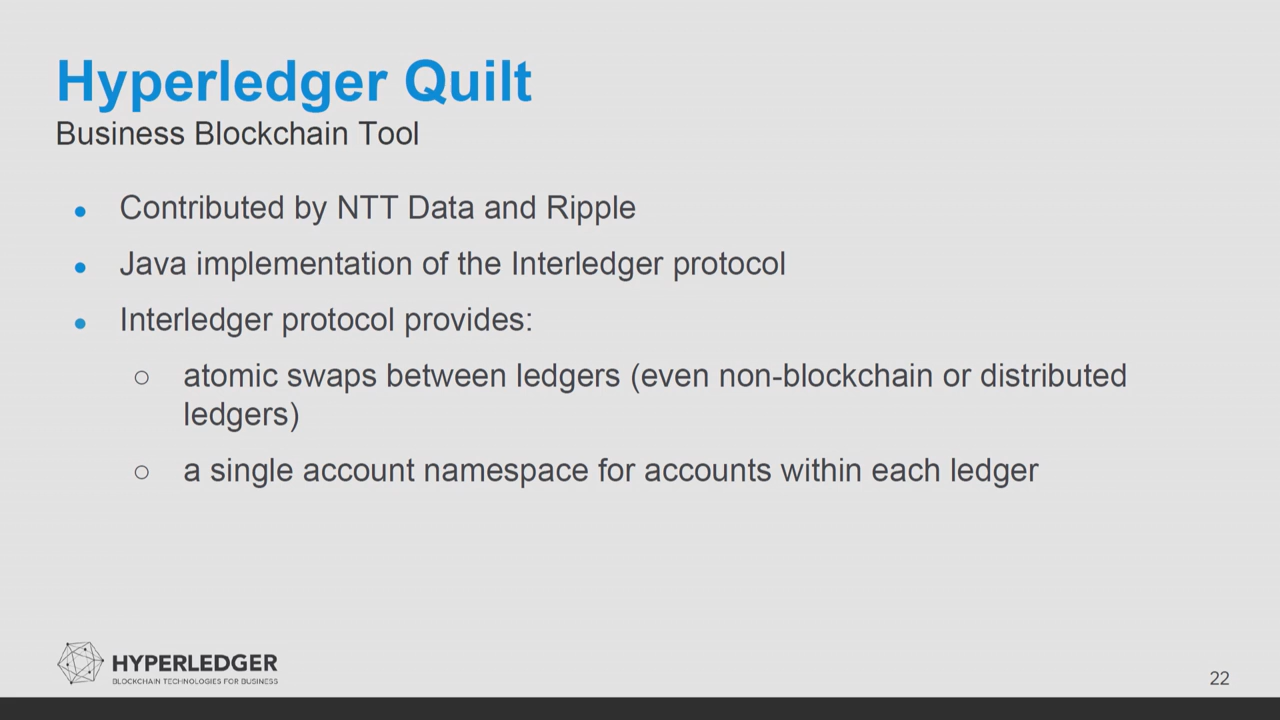 Hyperledger Quilt
Business Blockchain Tool
● Contributed by NTT Data and Ripple
● Java implementation of the Interledger protocol
● Interledger protocol provides:
○ atomic swaps between ledgers (even non-blockchain or distributed
ledgers)
○ a single account namespace for accounts within each ledger
HYPERLEDGER
BLOCKCHAIN TECHNOLOGIES FOR BUSINESS
22